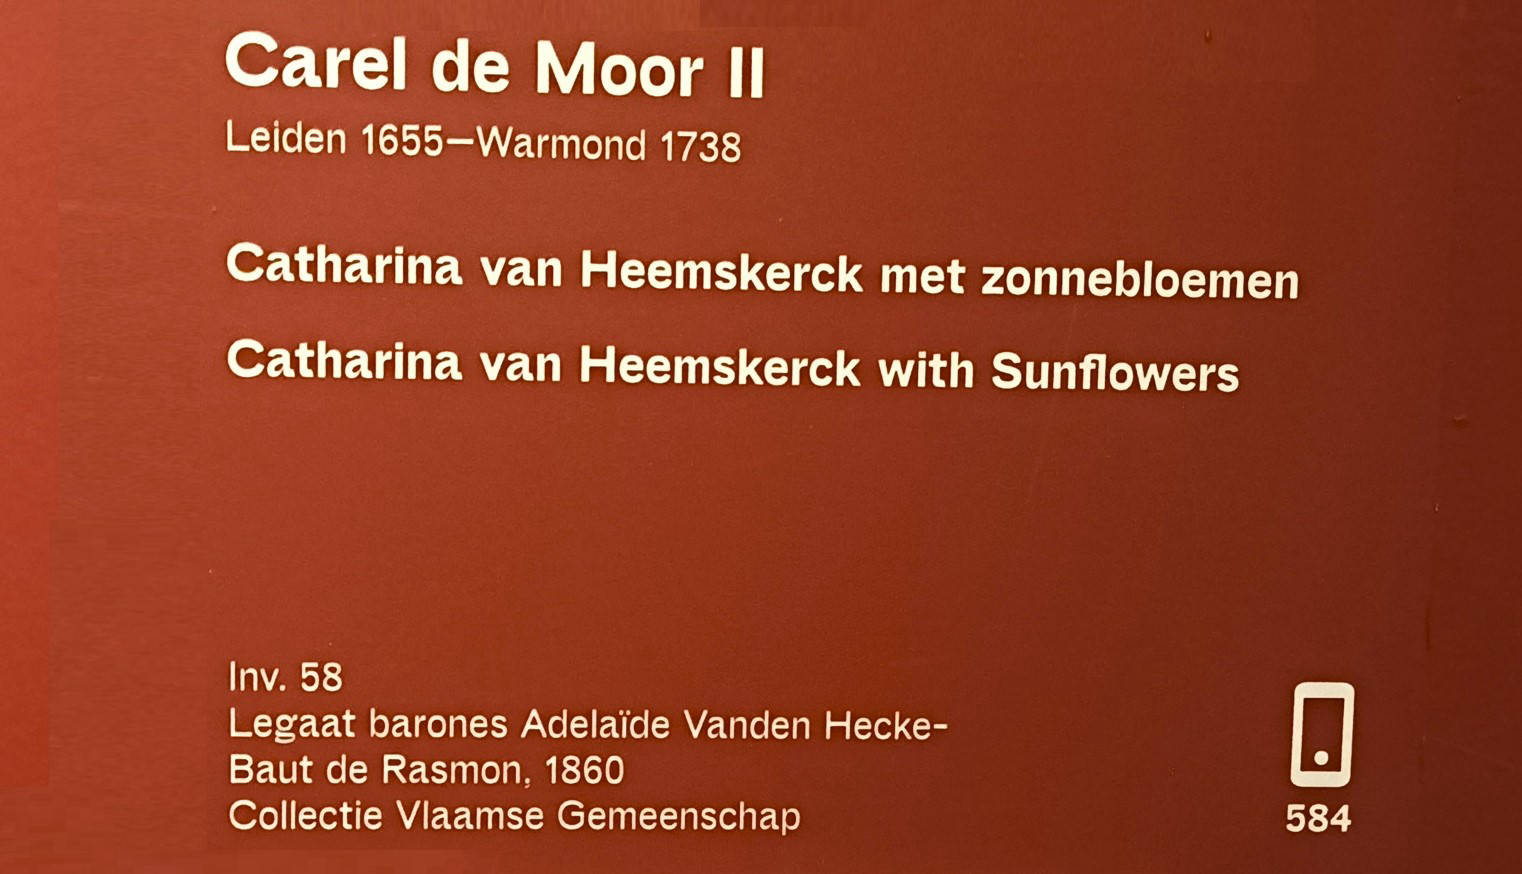 Carel de Moor II
Leiden 1655–Warmond 1738
Catharina van Heemskerck met zonnebloemen
Catharina van Heemskerck with Sunflowers
Inv. 58
Legaat barones Adelaïde Vanden Hecke-
Baut de Rasmon, 1860
Collectie Vlaamse Gemeenschap
584